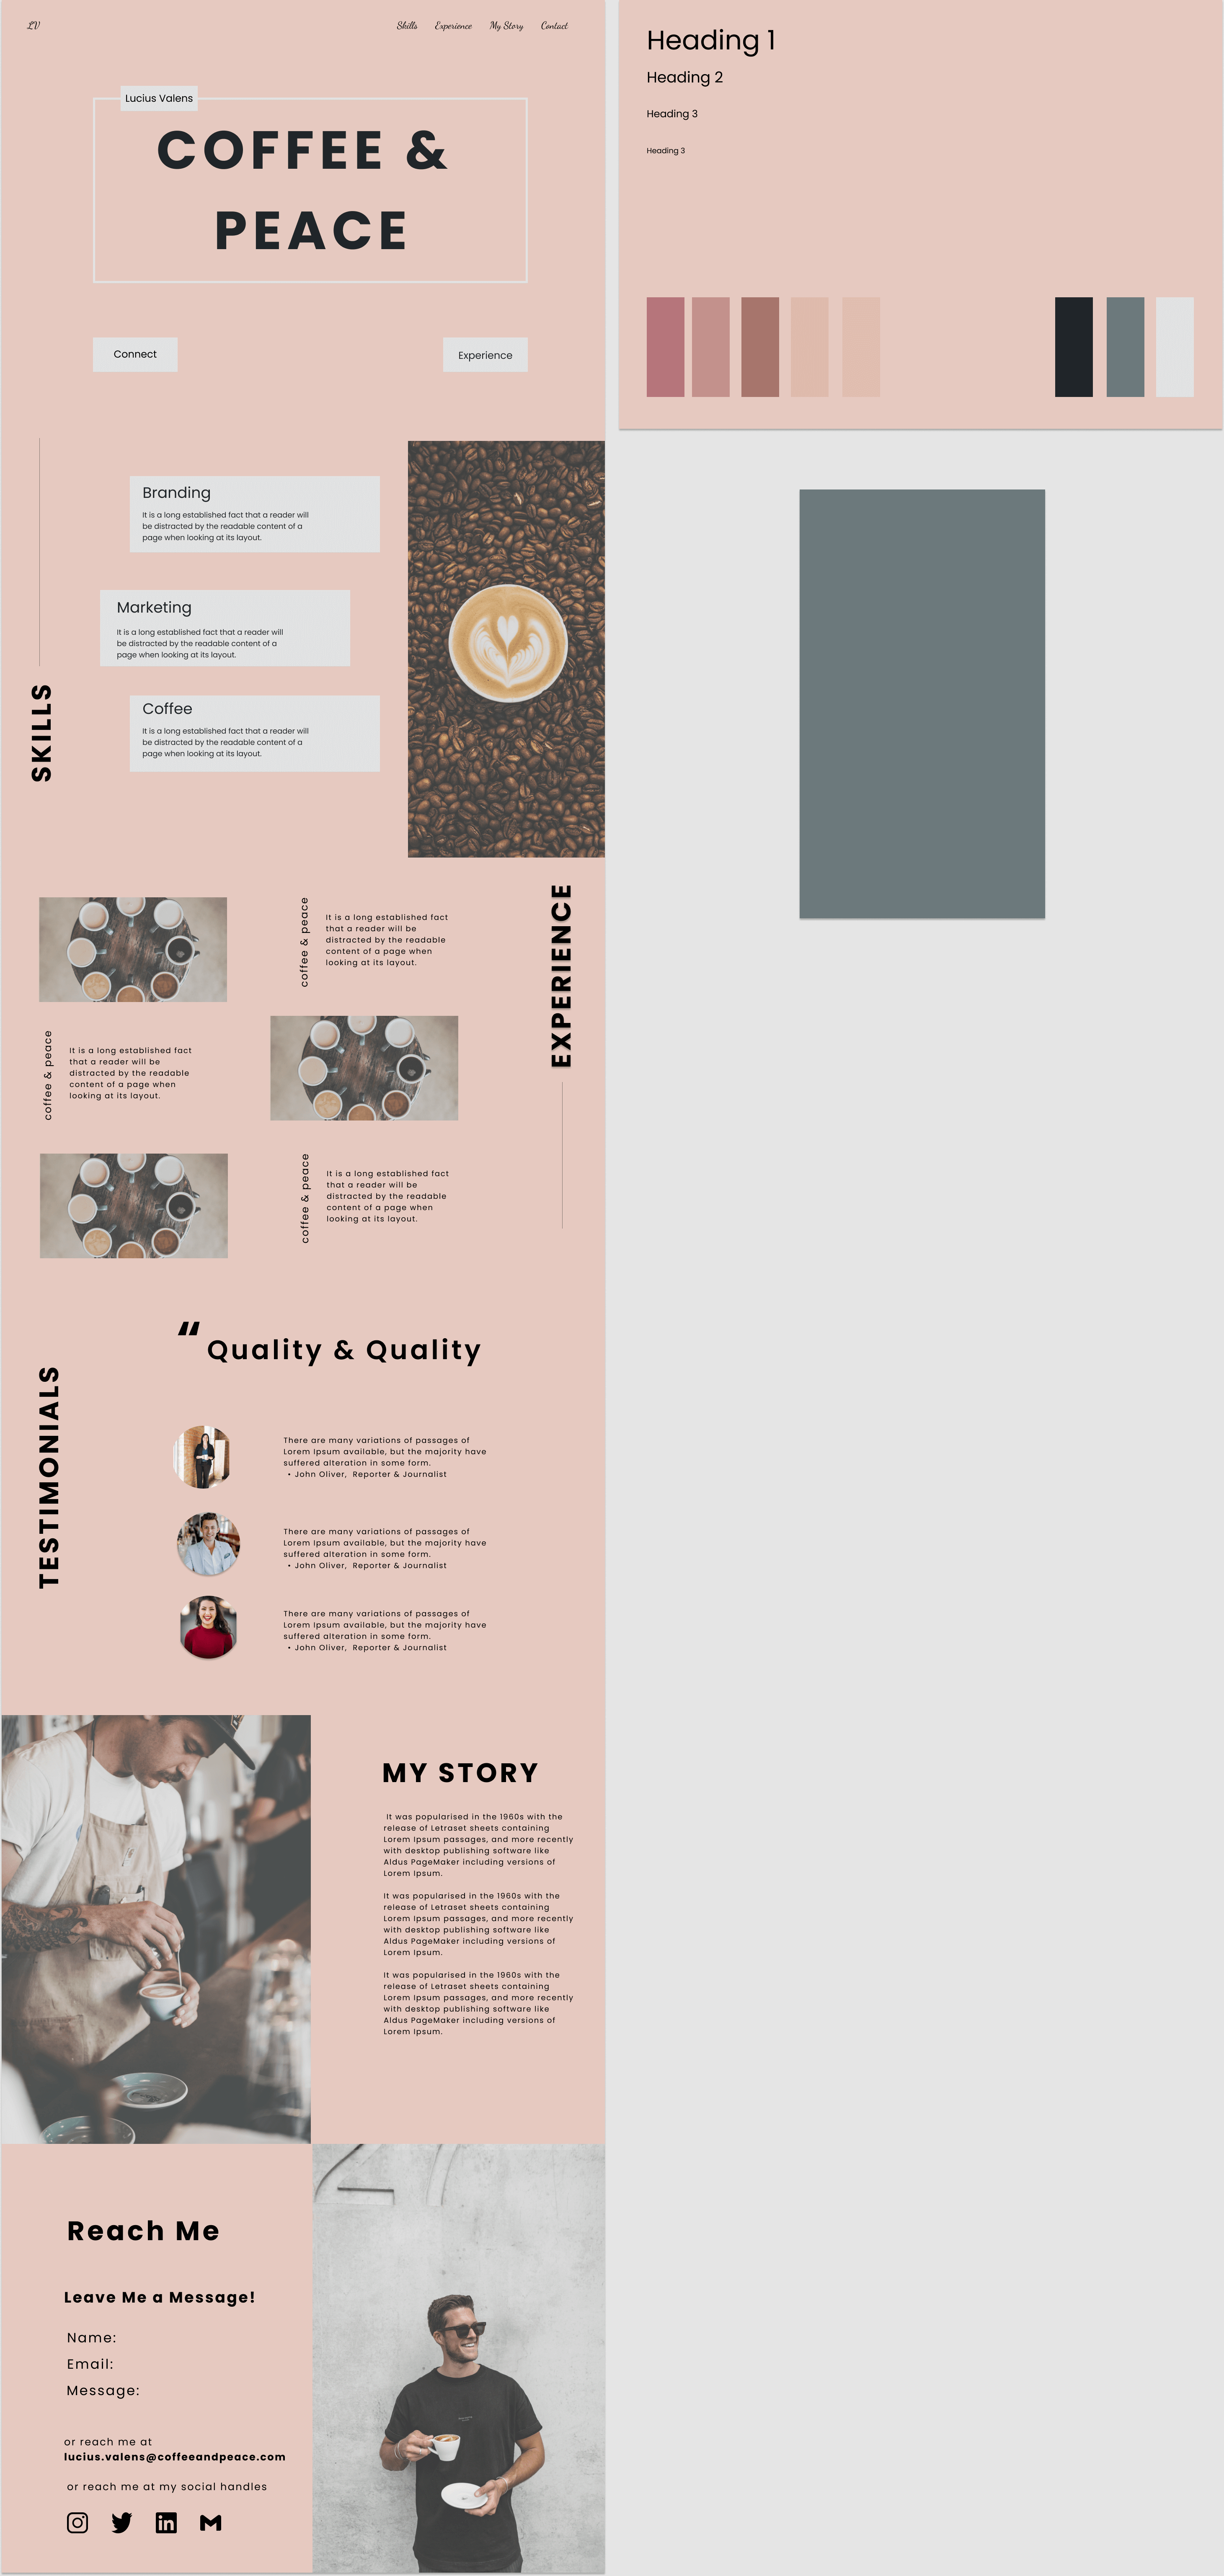 LV
Skills Experience My Story Contact
Lucius Valens
COFFEE &
PEACE
Connect
Experience
SKILLS
Branding
It is a long established fact that a reader will
be distracted by the readable content of a
page when looking at its layout.
Marketing
It is a long established fact that a reader will
be distracted by the readable content of a
page when looking at its layout.
Coffee
It is a long established fact that a reader will
be distracted by the readable content of a
page when looking at its layout.
EXPERIENCE
coffee & peace
It is a long established fact
that a reader will be
distracted by the readable
content of a page when
looking at its layout.
coffee & peace
It is a long established fact
that a reader will be
distracted by the readable
content of a page when
looking at its layout.
coffee & peace
It is a long established fact
that a reader will be
distracted by the readable
content of a page when
looking at its layout.
TESTIMONIALS
“ Quality & Quality
There are many variations of passages of
Lorem Ipsum available, but the majority have
suffered alteration in some form.
• John Oliver, Reporter & Journalist
There are many variations of passages of
Lorem Ipsum available, but the majority have
suffered alteration in some form.
• John Oliver, Reporter & Journalist
There are many variations of passages of
Lorem Ipsum available, but the majority have
suffered alteration in some form.
• John Oliver, Reporter & Journalist
MY STORY
It was popularised in the 1960s with the
release of Letraset sheets containing
Lorem Ipsum passages, and more recently
with desktop publishing software like
Aldus PageMaker including versions of
Lorem Ipsum.
It was popularised in the 1960s with the
release of Letraset sheets containing
Lorem Ipsum passages, and more recently
with desktop publishing software like
Aldus PageMaker including versions of
Lorem Ipsum.
It was popularised in the 1960s with the
release of Letraset sheets containing
Lorem Ipsum passages, and more recently
with desktop publishing software like
Aldus PageMaker including versions of
Lorem Ipsum.
Reach Me
Leave Me a Message!
Name:
Email:
Message:
or reach me at
lucius.valens@coffeeandpeace.com
or reach me at my social handles
in
Heading 1
Heading 2
Heading 3
Heading 3